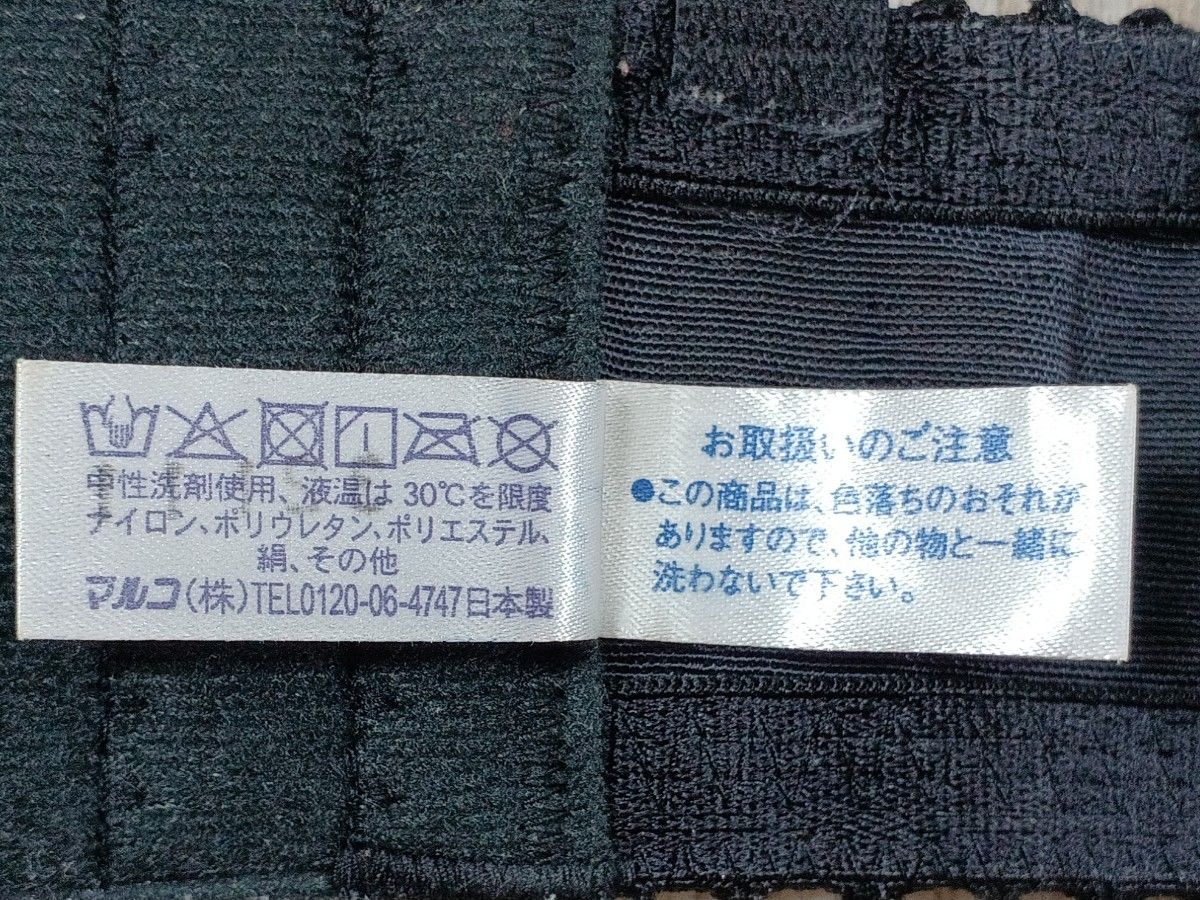 中性洗剤使用、液温は30℃を限度
ナイロン、ポリウレタン、ポリエステル、
絹、その他
マルコ(株)TEL0120-06-4747日本製
お取扱いのご注意
●この商品は、色落ちのおそれが
ありますので、他の物と一緒に
洗わないで下さい。